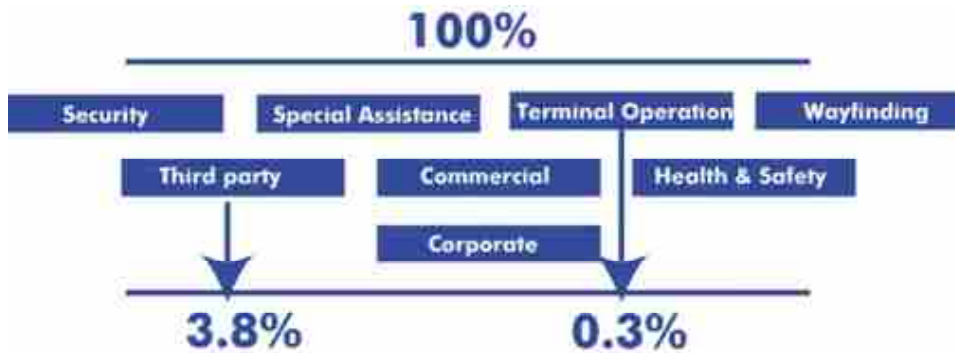 100%
Security Special Assistance Terminal Operation Wayfinding
Third party Commercial Health & Safety
Corporate
3.8% 0.3%